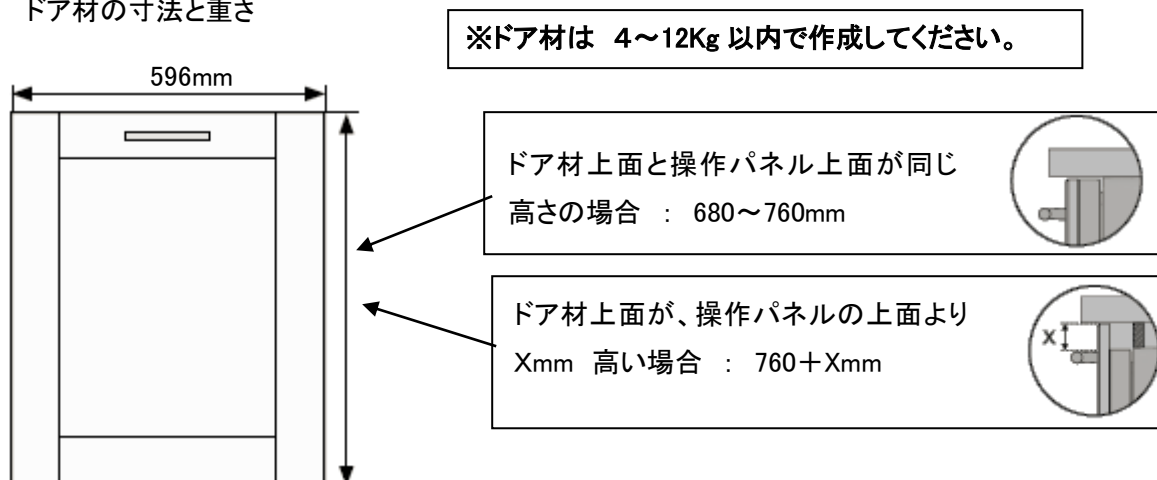 ドア材の寸法と重さ
※ドア材は 4～12Kg 以内で作成してください。
596mm
ドア材上面と操作パネル上面が同じ
高さの場合 ： 680～760mm
ドア材上面が、操作パネルの上面より
Xmm 高い場合 ： 760＋Xmm
X